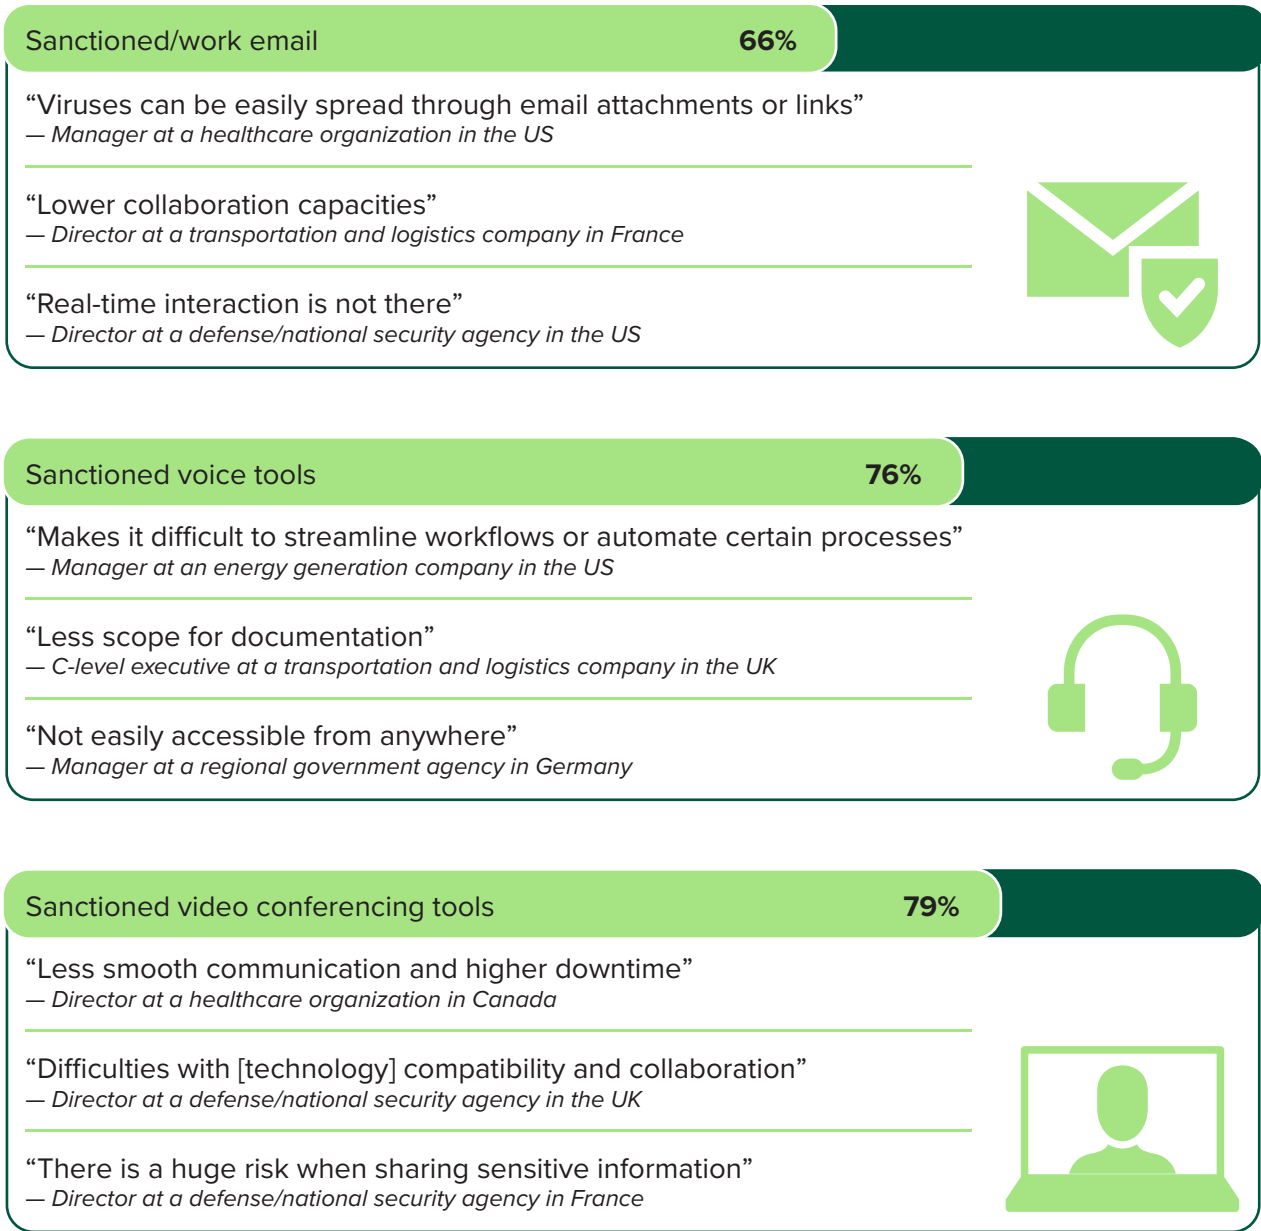 Sanctioned/work email 66%
“Viruses can be easily spread through email attachments or links”
— Manager at a healthcare organization in the US
“Lower collaboration capacities”
— Director at a transportation and logistics company in France
“Real-time interaction is not there”
— Director at a defense/national security agency in the US
Sanctioned voice tools 76%
“Makes it difficult to streamline workflows or automate certain processes”
— Manager at an energy generation company in the US
“Less scope for documentation”
— C-level executive at a transportation and logistics company in the UK
“Not easily accessible from anywhere”
— Manager at a regional government agency in Germany
Sanctioned video conferencing tools 79%
“Less smooth communication and higher downtime”
— Director at a healthcare organization in Canada
“Difficulties with [technology] compatibility and collaboration”
— Director at a defense/national security agency in the UK
“There is a huge risk when sharing sensitive information”
— Director at a defense/national security agency in France